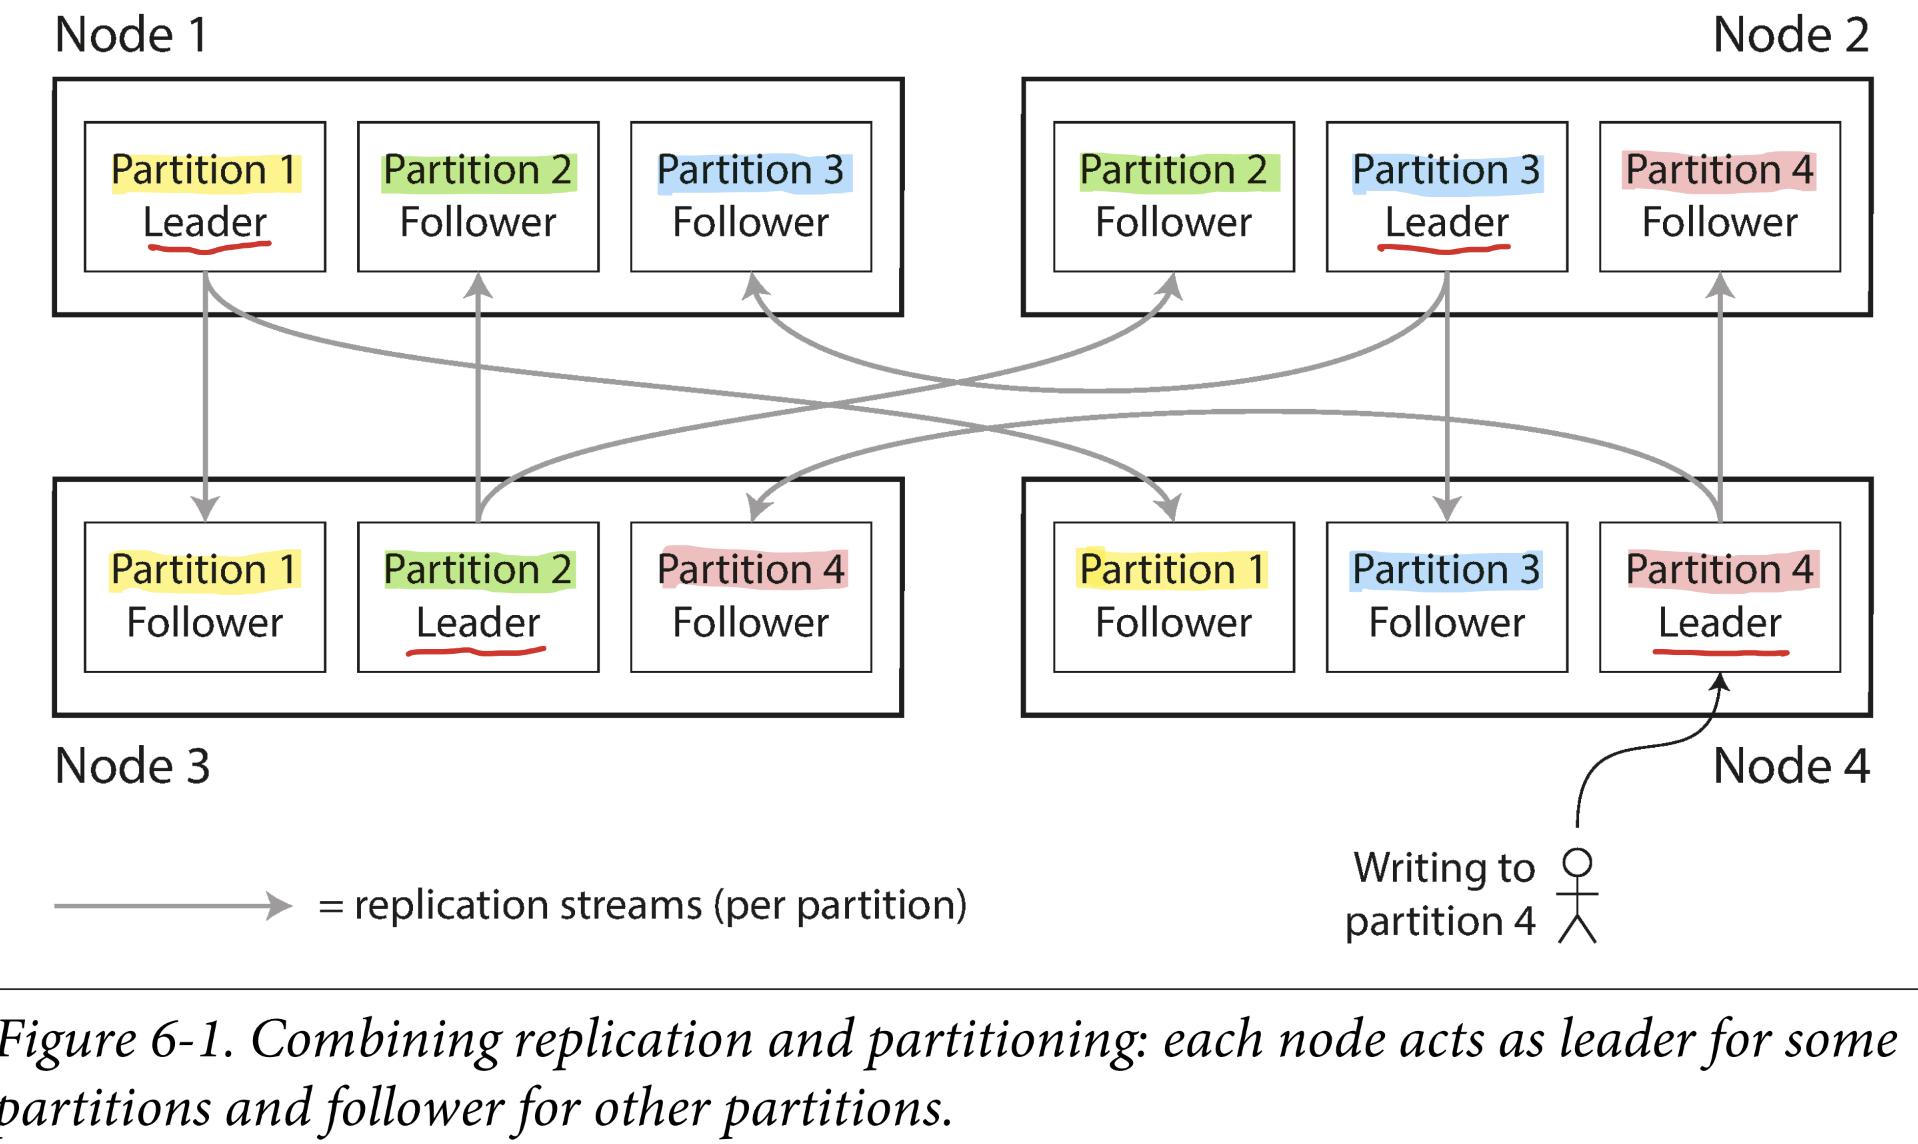 Node 1
Node 2
Partition 1
Leader
Partition 2
Follower
Partition 3
Follower
Partition 2
Follower
Partition 3
Leader
Partition 4
Follower
Partition 1
Follower
Partition 2
Leader
Partition 4
Follower
Partition 1
Follower
Partition 3
Follower
Partition 4
Leader
Node 3
Node 4
= replication streams (per partition)
Writing to
partition 4
Figure 6-1. Combining replication and partitioning: each node acts as leader for some
partitions and follower for other partitions.